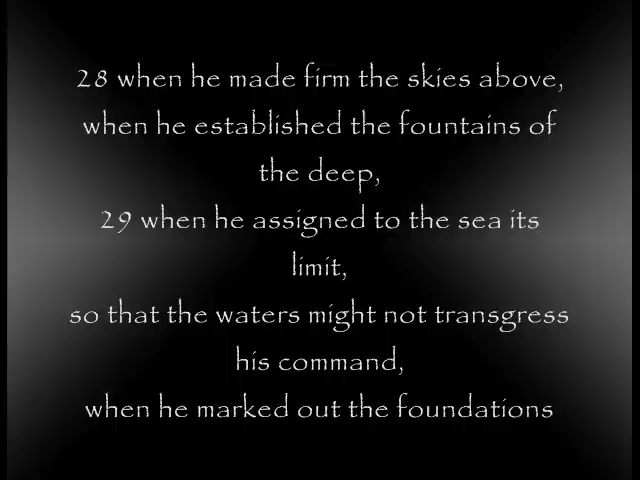 28 when he made firm the skies above,
when he established the fountains of
the deep,
29 when he assigned to the sea its
limit,
so that the waters might not transgress
his command,
when he marked out the foundations